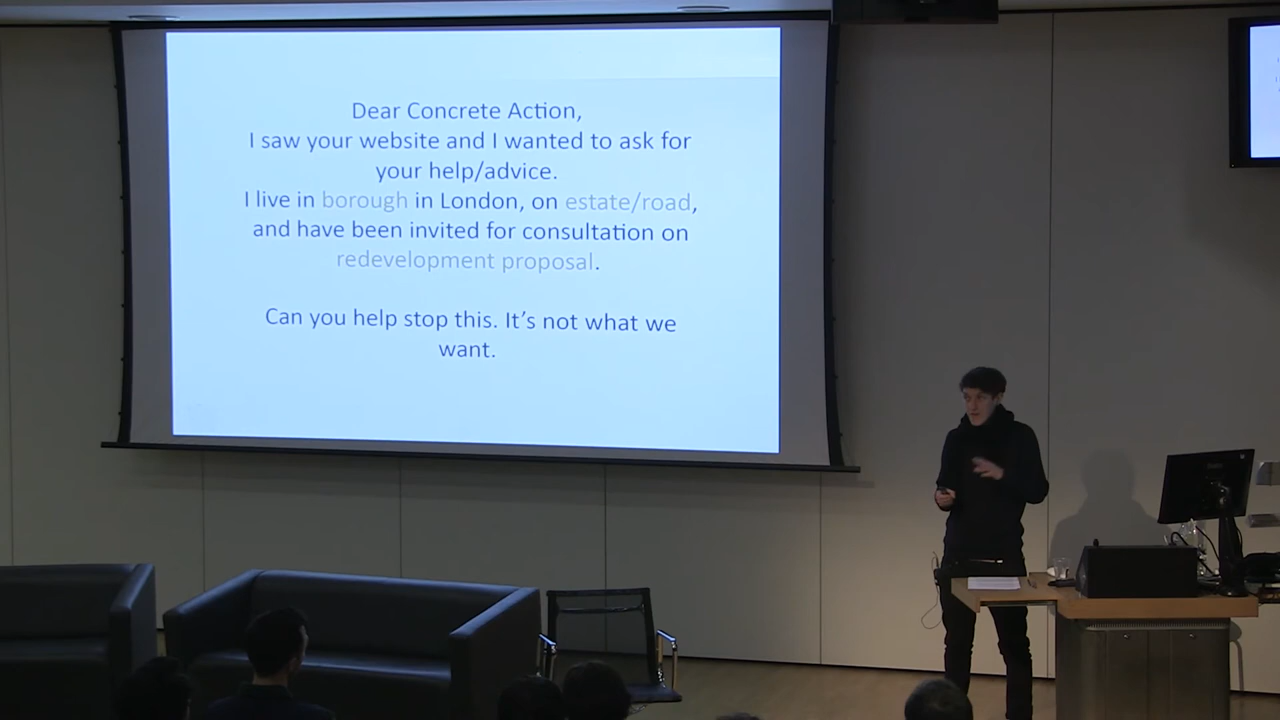 Dear Concrete Action,
I saw your website and I wanted to ask for
your help/advice.
I live in borough in London, on estate/road,
and have been invited for consultation on
redevelopment proposal.
Can you help stop this. It's not what we
want.